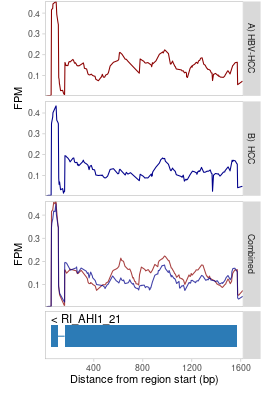 0.4
0.3
0.2
0.1
A) HBV-HCC
FPM
0.4
0.3
0.2
0.1
B) HCC
0.4
0.3
0.2
0.1
Combined
FPM
< RI_AHI1_21
400
800
1200
1600
Distance from region start (bp)